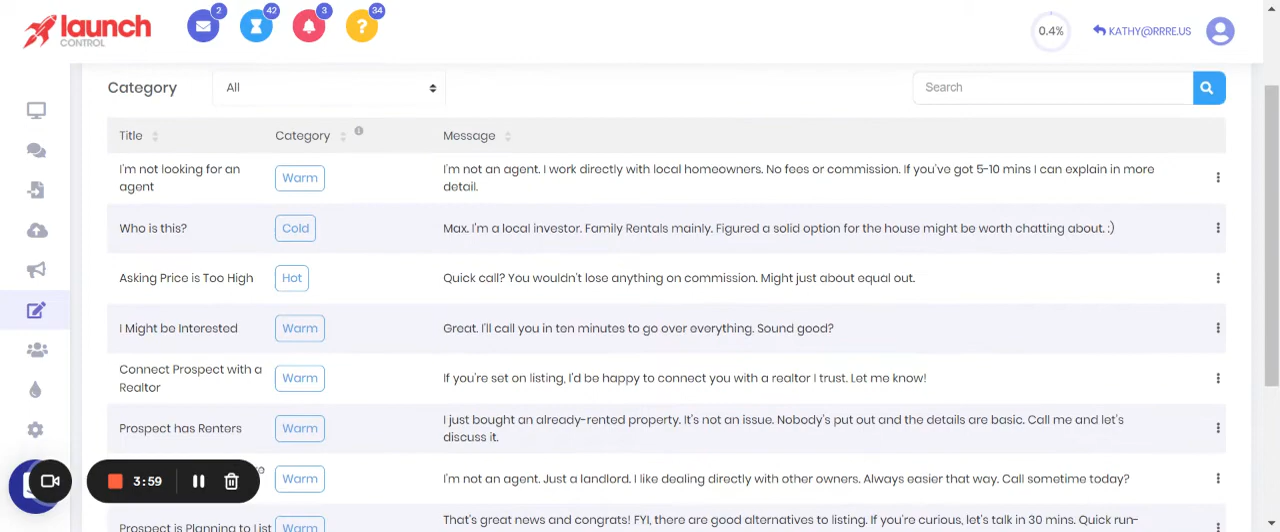 launch
CONTROL
2
42
3
34
?
0.4%
KATHY@RRRE.US
Category
All
Search
Title
Category
Message
I'm not looking for an
agent
Warm
I'm not an agent. I work directly with local homeowners. No fees or commission. If you've got 5-10 mins I can explain in more
detail.
Who is this?
Cold
Max. I'm a local investor. Family Rentals mainly. Figured a solid option for the house might be worth chatting about. :)
Asking Price is Too High
Hot
Quick call? You wouldn't lose anything on commission. Might just about equal out.
I Might be Interested
Warm
Great. I'll call you in ten minutes to go over everything. Sound good?
Connect Prospect with a
Realtor
Warm
If you're set on listing, I'd be happy to connect you with a realtor I trust. Let me know!
Prospect has Renters
Warm
I just bought an already-rented property. It's not an issue. Nobody's put out and the details are basic. Call me and let's
discuss it.
3:59
Warm
I'm not an agent. Just a landlord. I like dealing directly with other owners. Always easier that way. Call sometime today?
Prospect is Planning to List
Warm
That's great news and congrats! FYI, there are good alternatives to listing. If you're curious, let's talk in 30 mins. Quick run-